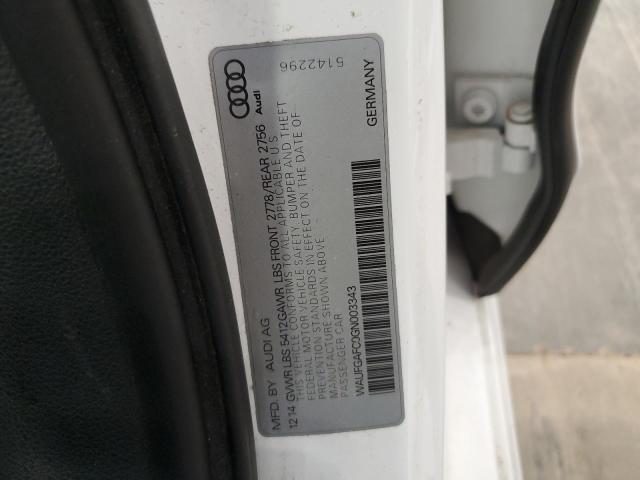 MFD. BY AUDI AG
12 14 GVWR LBS 5412 GAWR LBS FRONT 2778/REAR 2756
THIS VEHICLE CONFORMS TO ALL APPLICABLE U S
FEDERAL MOTOR VEHICLE SAFETY, BUMPER AND THEFT
PREVENTION STANDARDS IN EFFECT ON THE DATE OF
MANUFACTURE SHOWN ABOVE
PASSENGER CAR
WAUFGAFC0GN003343
Audi
5142296
GERMANY